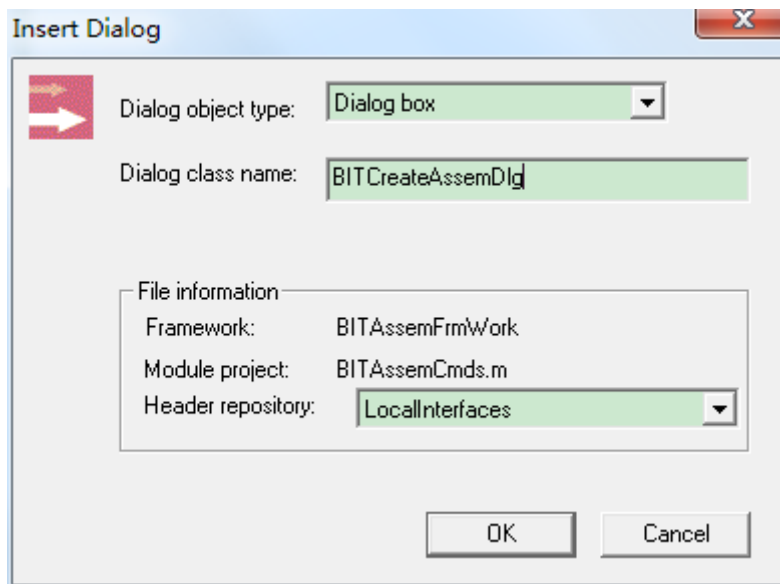 Insert Dialog
Dialog object type: Dialog box
Dialog class name: BITCreateAssemDlg
File information
Framework: BITAssemFrmWork
Module project: BITAssemCmds.m
Header repository: LocalInterfaces
OK Cancel